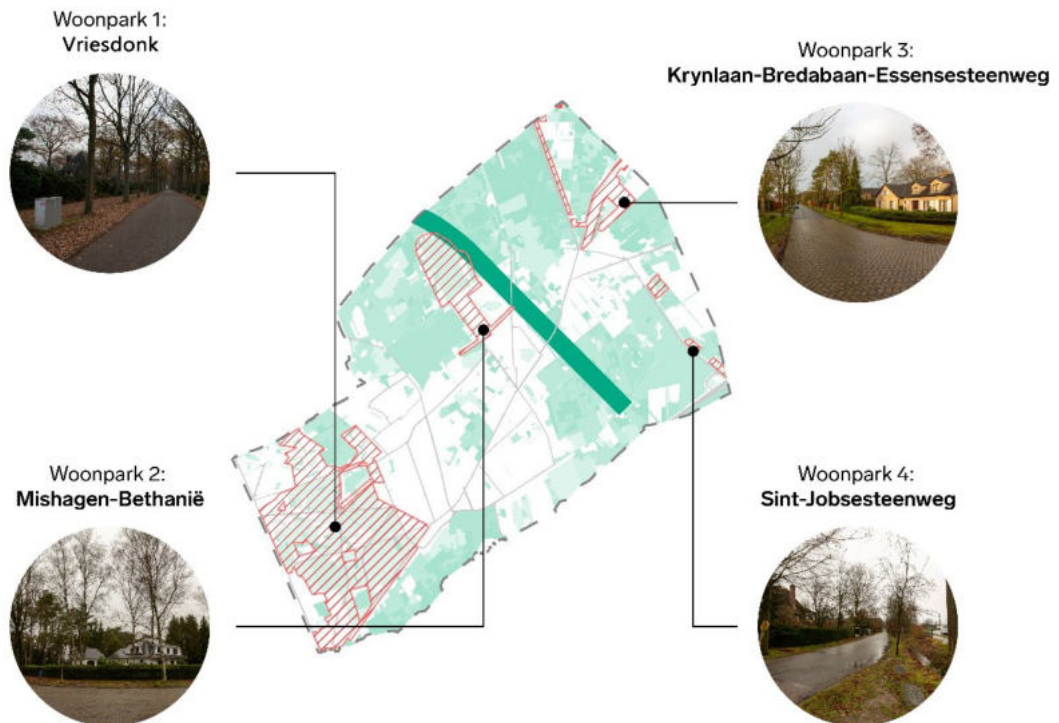 Woonpark 1:
Vriesdonk
Woonpark 3:
Krynlaan-Bredabaan-Essensesteenweg
Woonpark 2:
Mishagen-Bethanië
Woonpark 4:
Sint-Jobsesteenweg